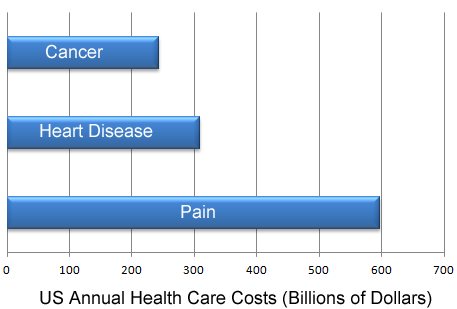 Cancer
Heart Disease
Pain
0 100 200 300 400 500 600 700
US Annual Health Care Costs (Billions of Dollars)